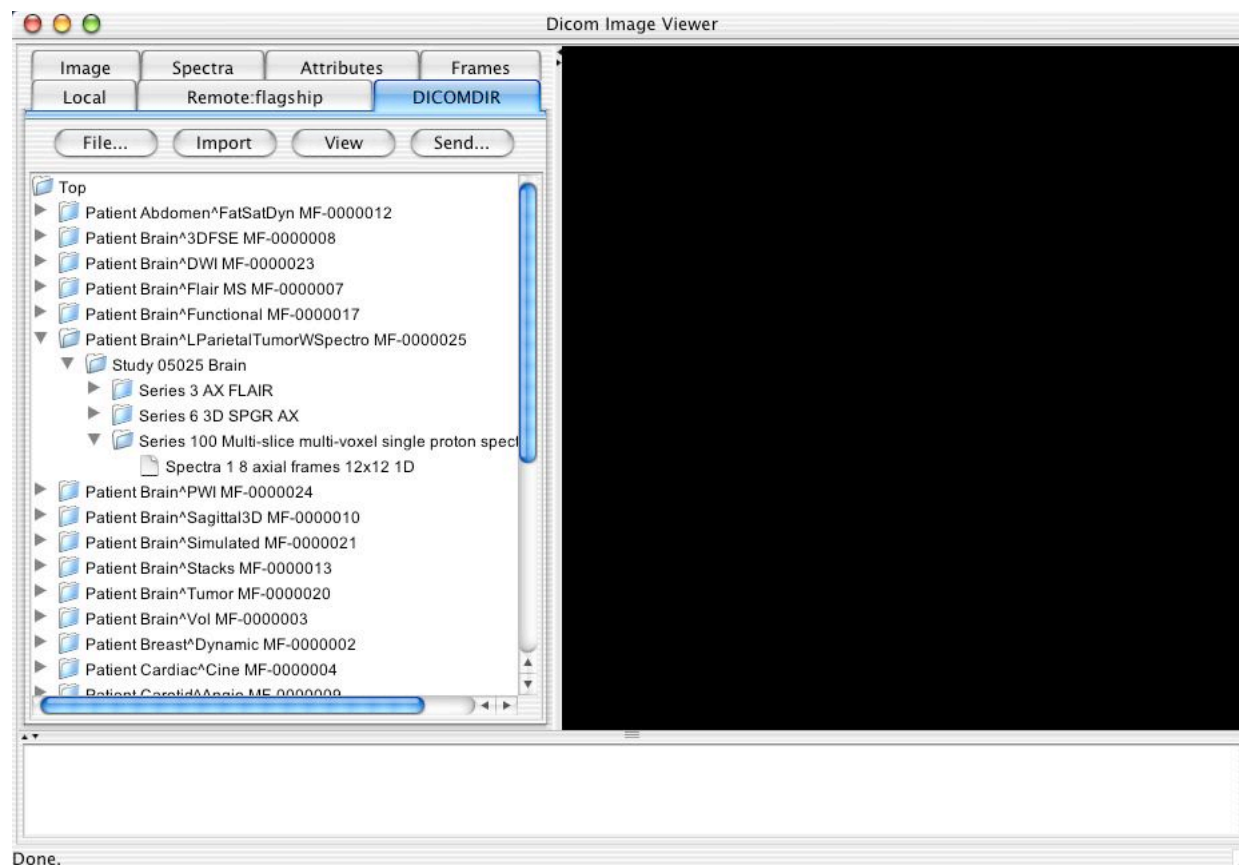 Dicom Image Viewer
Image Spectra Attributes Frames
Local Remote:flagship DICOMDIR
File... Import View Send...
Top
Patient Abdomen^FatSatDyn MF-0000012
Patient Brain^3DFSE MF-0000008
Patient Brain^DWI MF-0000023
Patient Brain^Flair MS MF-0000007
Patient Brain^Functional MF-0000017
Patient Brain^LParietalTumorWSpectro MF-0000025
Study 05025 Brain
Series 3 AX FLAIR
Series 6 3D SPGR AX
Series 100 Multi-slice multi-voxel single proton spect
Spectra 1 8 axial frames 12x12 1D
Patient Brain^PWI MF-0000024
Patient Brain^Sagittal3D MF-0000010
Patient Brain^Simulated MF-0000021
Patient Brain^Stacks MF-0000013
Patient Brain^Tumor MF-0000020
Patient Brain^Vol MF-0000003
Patient Breast^Dynamic MF-0000002
Patient Cardiac^Cine MF-0000004
Patient Carotid^Angio MF-0000009
Done.